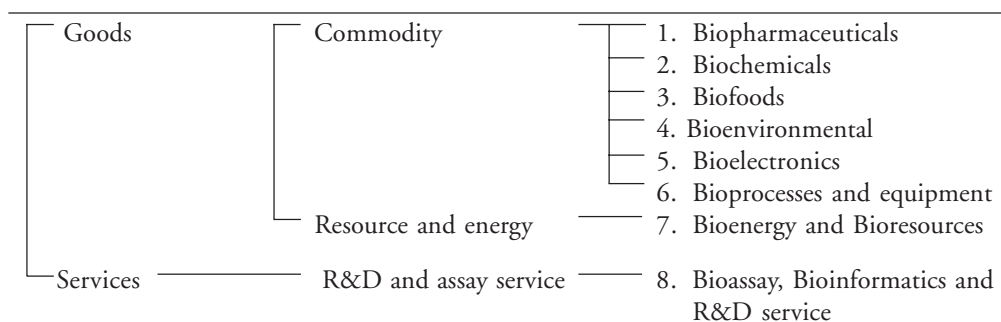 Goods Commodity 1. Biopharmaceuticals
2. Biochemicals
3. Biofoods
4. Bioenvironmental
5. Bioelectronics
6. Bioprocesses and equipment
Resource and energy 7. Bioenergy and Bioresources
Services R&D and assay service 8. Bioassay, Bioinformatics and
R&D service